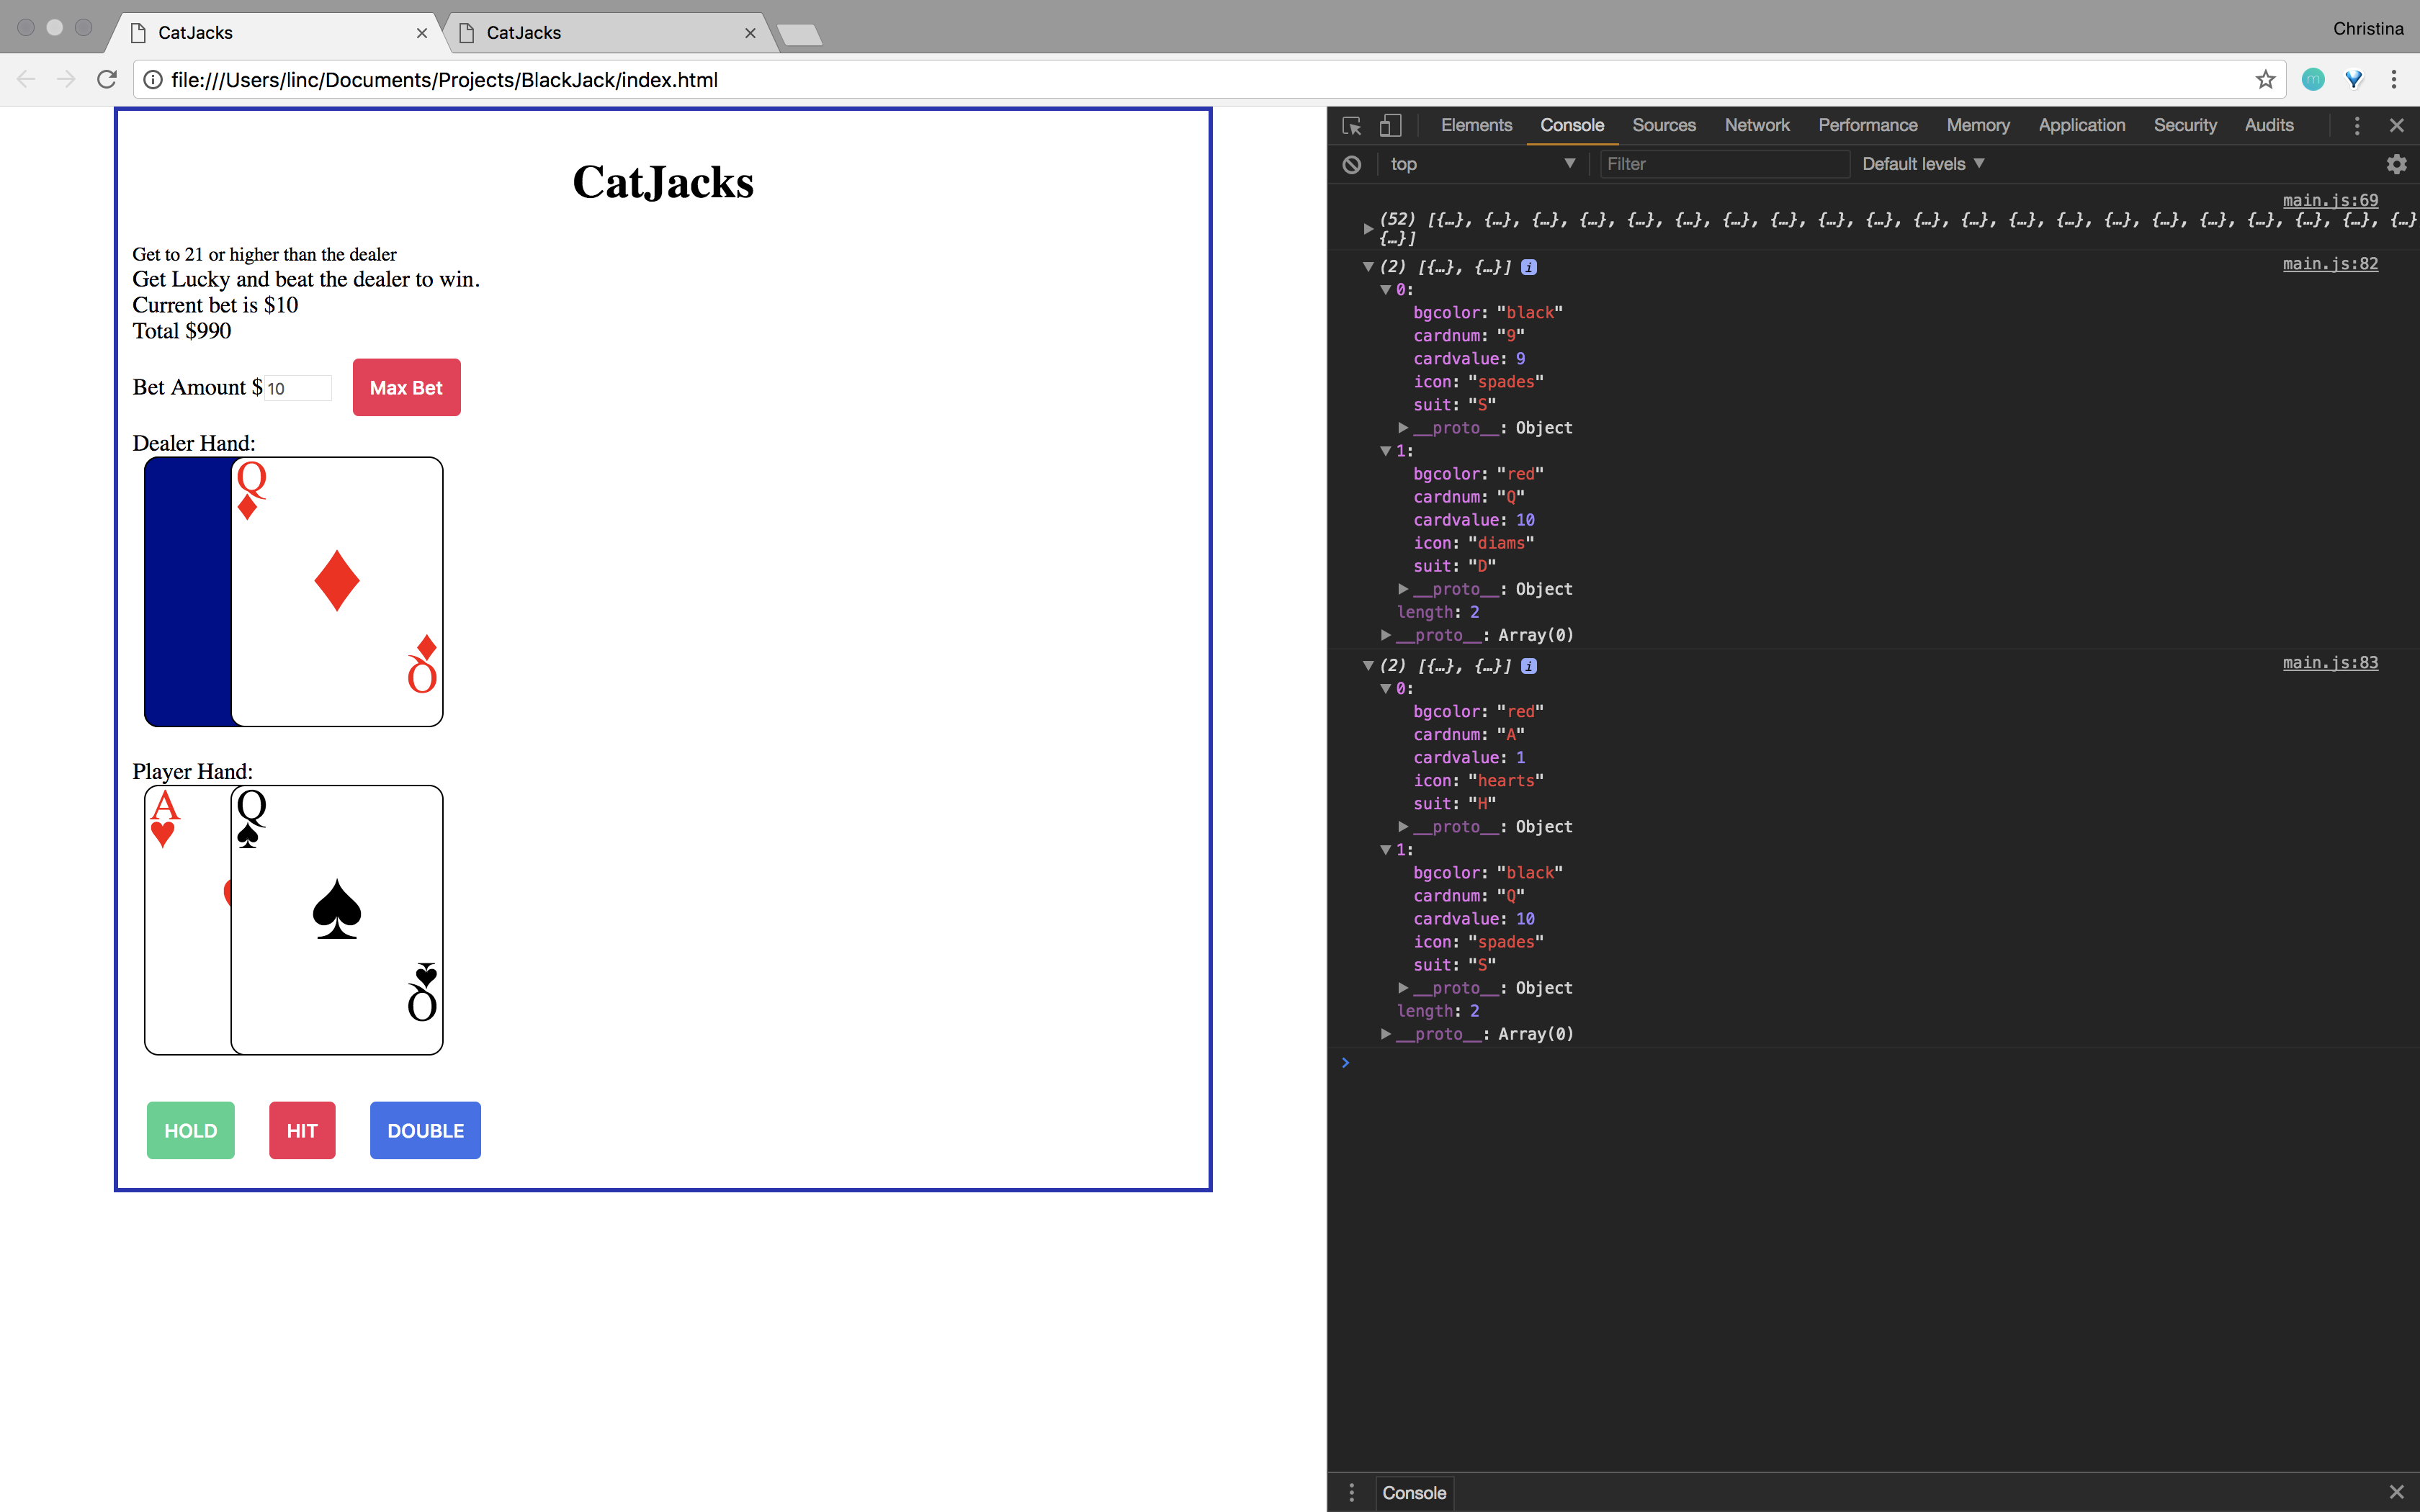 CatJacks
CatJacks
Christina
file:///Users/linc/Documents/Projects/BlackJack/index.html
CatJacks
Get to 21 or higher than the dealer
Get Lucky and beat the dealer to win.
Current bet is $10
Total $990
Bet Amount $ 10 Max Bet
Dealer Hand:
Q
Q
Player Hand:
A Q
Q
HOLD HIT DOUBLE
Elements Console Sources Network Performance Memory Application Security Audits
top Filter Default levels
main.js:69
(52) [{…}, {…}, {…}, {…}, {…}, {…}, {…}, {…}, {…}, {…}, {…}, {…}, {…}, {…}, {…}, {…}, {…}, {…}, {…}, {…}, {…}
{…}]
(2) [{…}, {…}] i main.js:82
0:
bgcolor: "black"
cardnum: "9"
cardvalue: 9
icon: "spades"
suit: "S"
__proto__: Object
1:
bgcolor: "red"
cardnum: "Q"
cardvalue: 10
icon: "diams"
suit: "D"
__proto__: Object
length: 2
__proto__: Array(0)
(2) [{…}, {…}] i main.js:83
0:
bgcolor: "red"
cardnum: "A"
cardvalue: 1
icon: "hearts"
suit: "H"
__proto__: Object
1:
bgcolor: "black"
cardnum: "Q"
cardvalue: 10
icon: "spades"
suit: "S"
__proto__: Object
length: 2
__proto__: Array(0)
Console